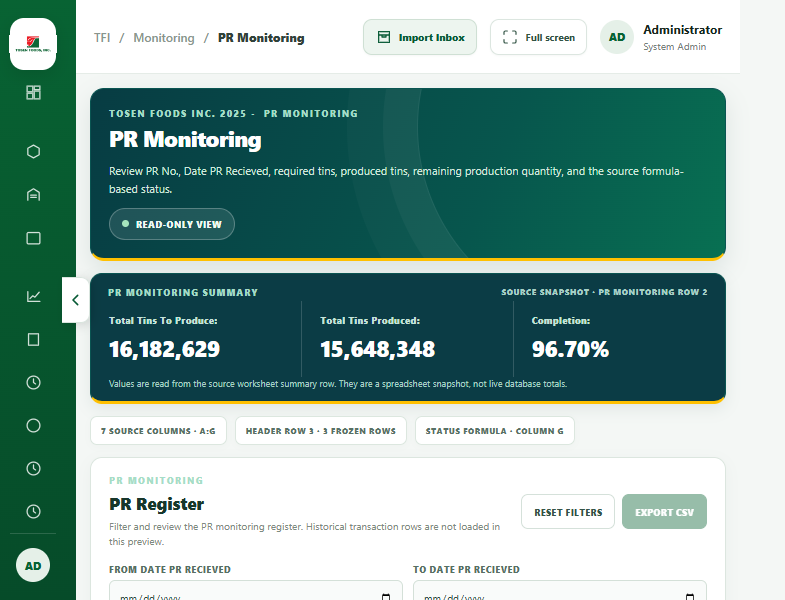 TOSEN FOODS, INC.
TFI / Monitoring / PR Monitoring
Import Inbox
Full screen
AD
Administrator
System Admin
TOSEN FOODS INC. 2025 - PR MONITORING
PR Monitoring
Review PR No., Date PR Recieved, required tins, produced tins, remaining production quantity, and the source formula-
based status.
READ-ONLY VIEW
PR MONITORING SUMMARY
SOURCE SNAPSHOT · PR MONITORING ROW 2
Total Tins To Produce:
16,182,629
Total Tins Produced:
15,648,348
Completion:
96.70%
Values are read from the source worksheet summary row. They are a spreadsheet snapshot, not live database totals.
7 SOURCE COLUMNS · A:G
HEADER ROW 3 · 3 FROZEN ROWS
STATUS FORMULA · COLUMN G
PR MONITORING
PR Register
Filter and review the PR monitoring register. Historical transaction rows are not loaded in
this preview.
RESET FILTERS
EXPORT CSV
FROM DATE PR RECIEVED
mm/dd/yyyy
TO DATE PR RECIEVED
mm/dd/yyyy
AD